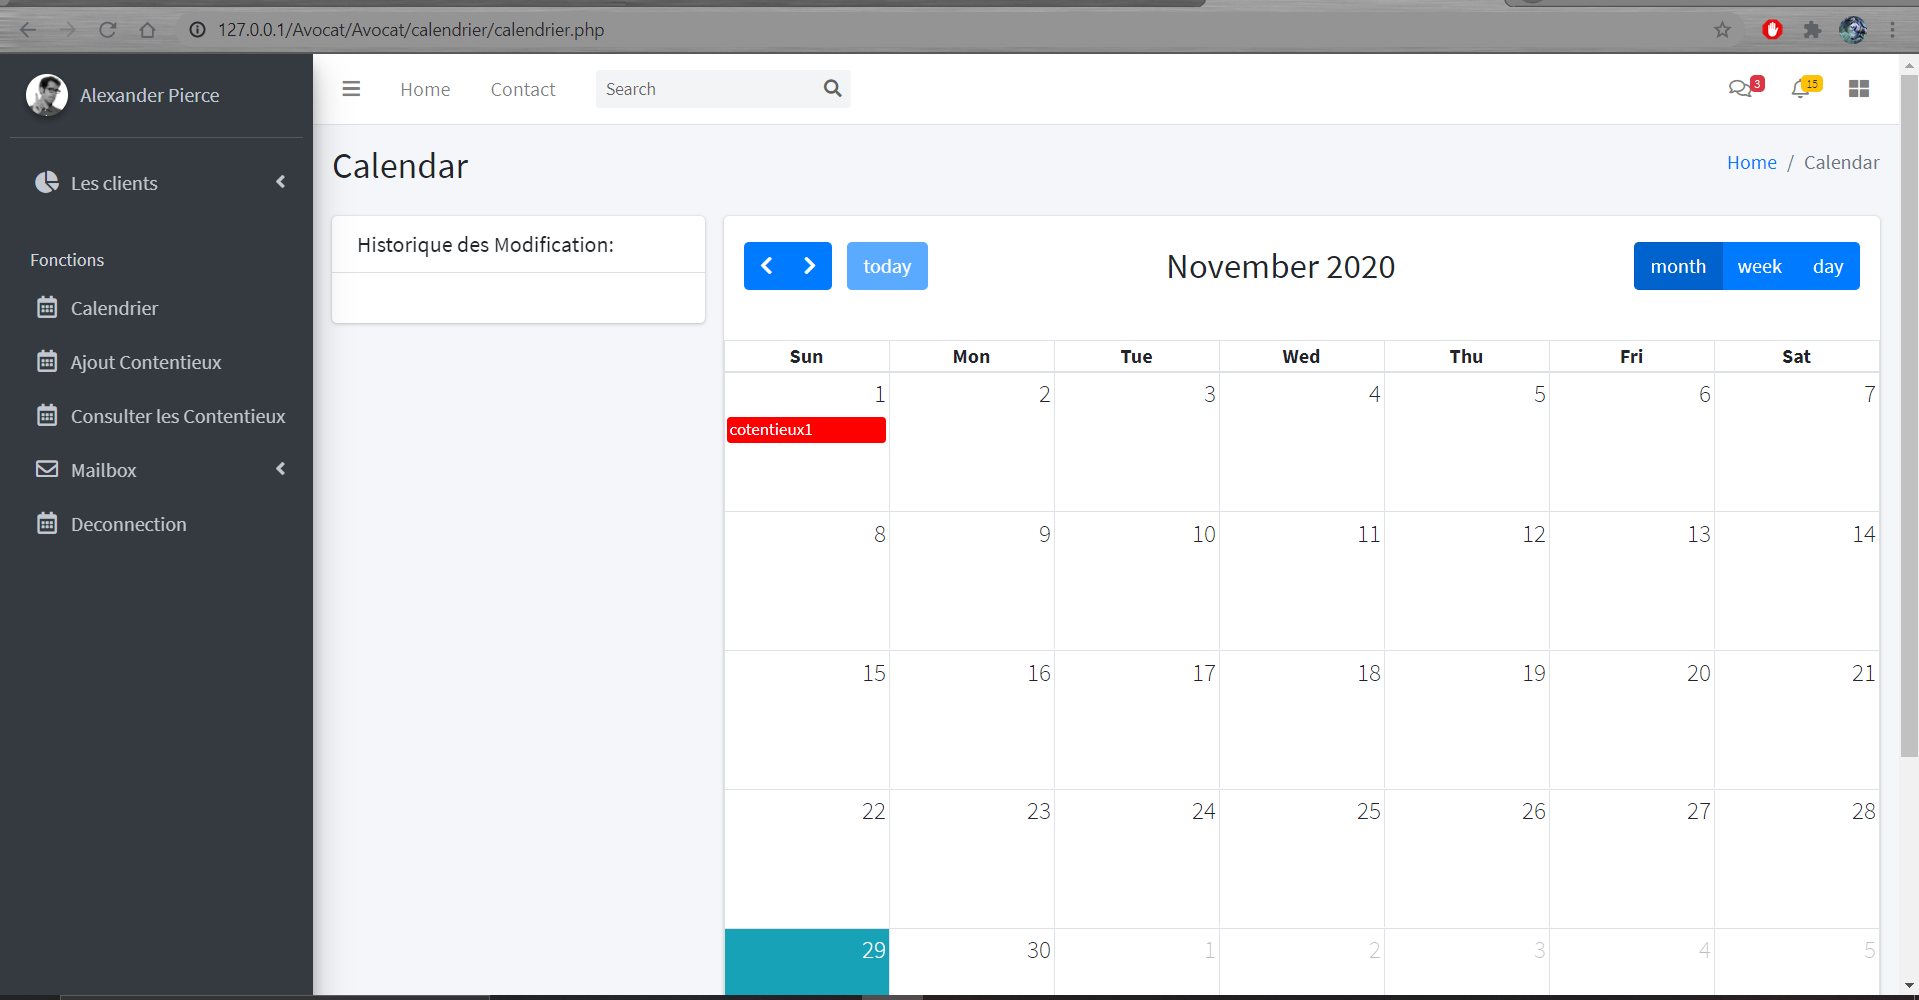 127.0.0.1/Avocat/Avocat/calendrier/calendrier.php
Alexander Pierce
Les clients
Fonctions
Calendrier
Ajout Contentieux
Consulter les Contentieux
Mailbox
Deconnection
Home Contact Search 3 15
Calendar
Home / Calendar
Historique des Modification:
today November 2020 month week day
Sun Mon Tue Wed Thu Fri Sat
1 2 3 4 5 6 7
cotentieux1
8 9 10 11 12 13 14
15 16 17 18 19 20 21
22 23 24 25 26 27 28
29 30 1 2 3 4 5